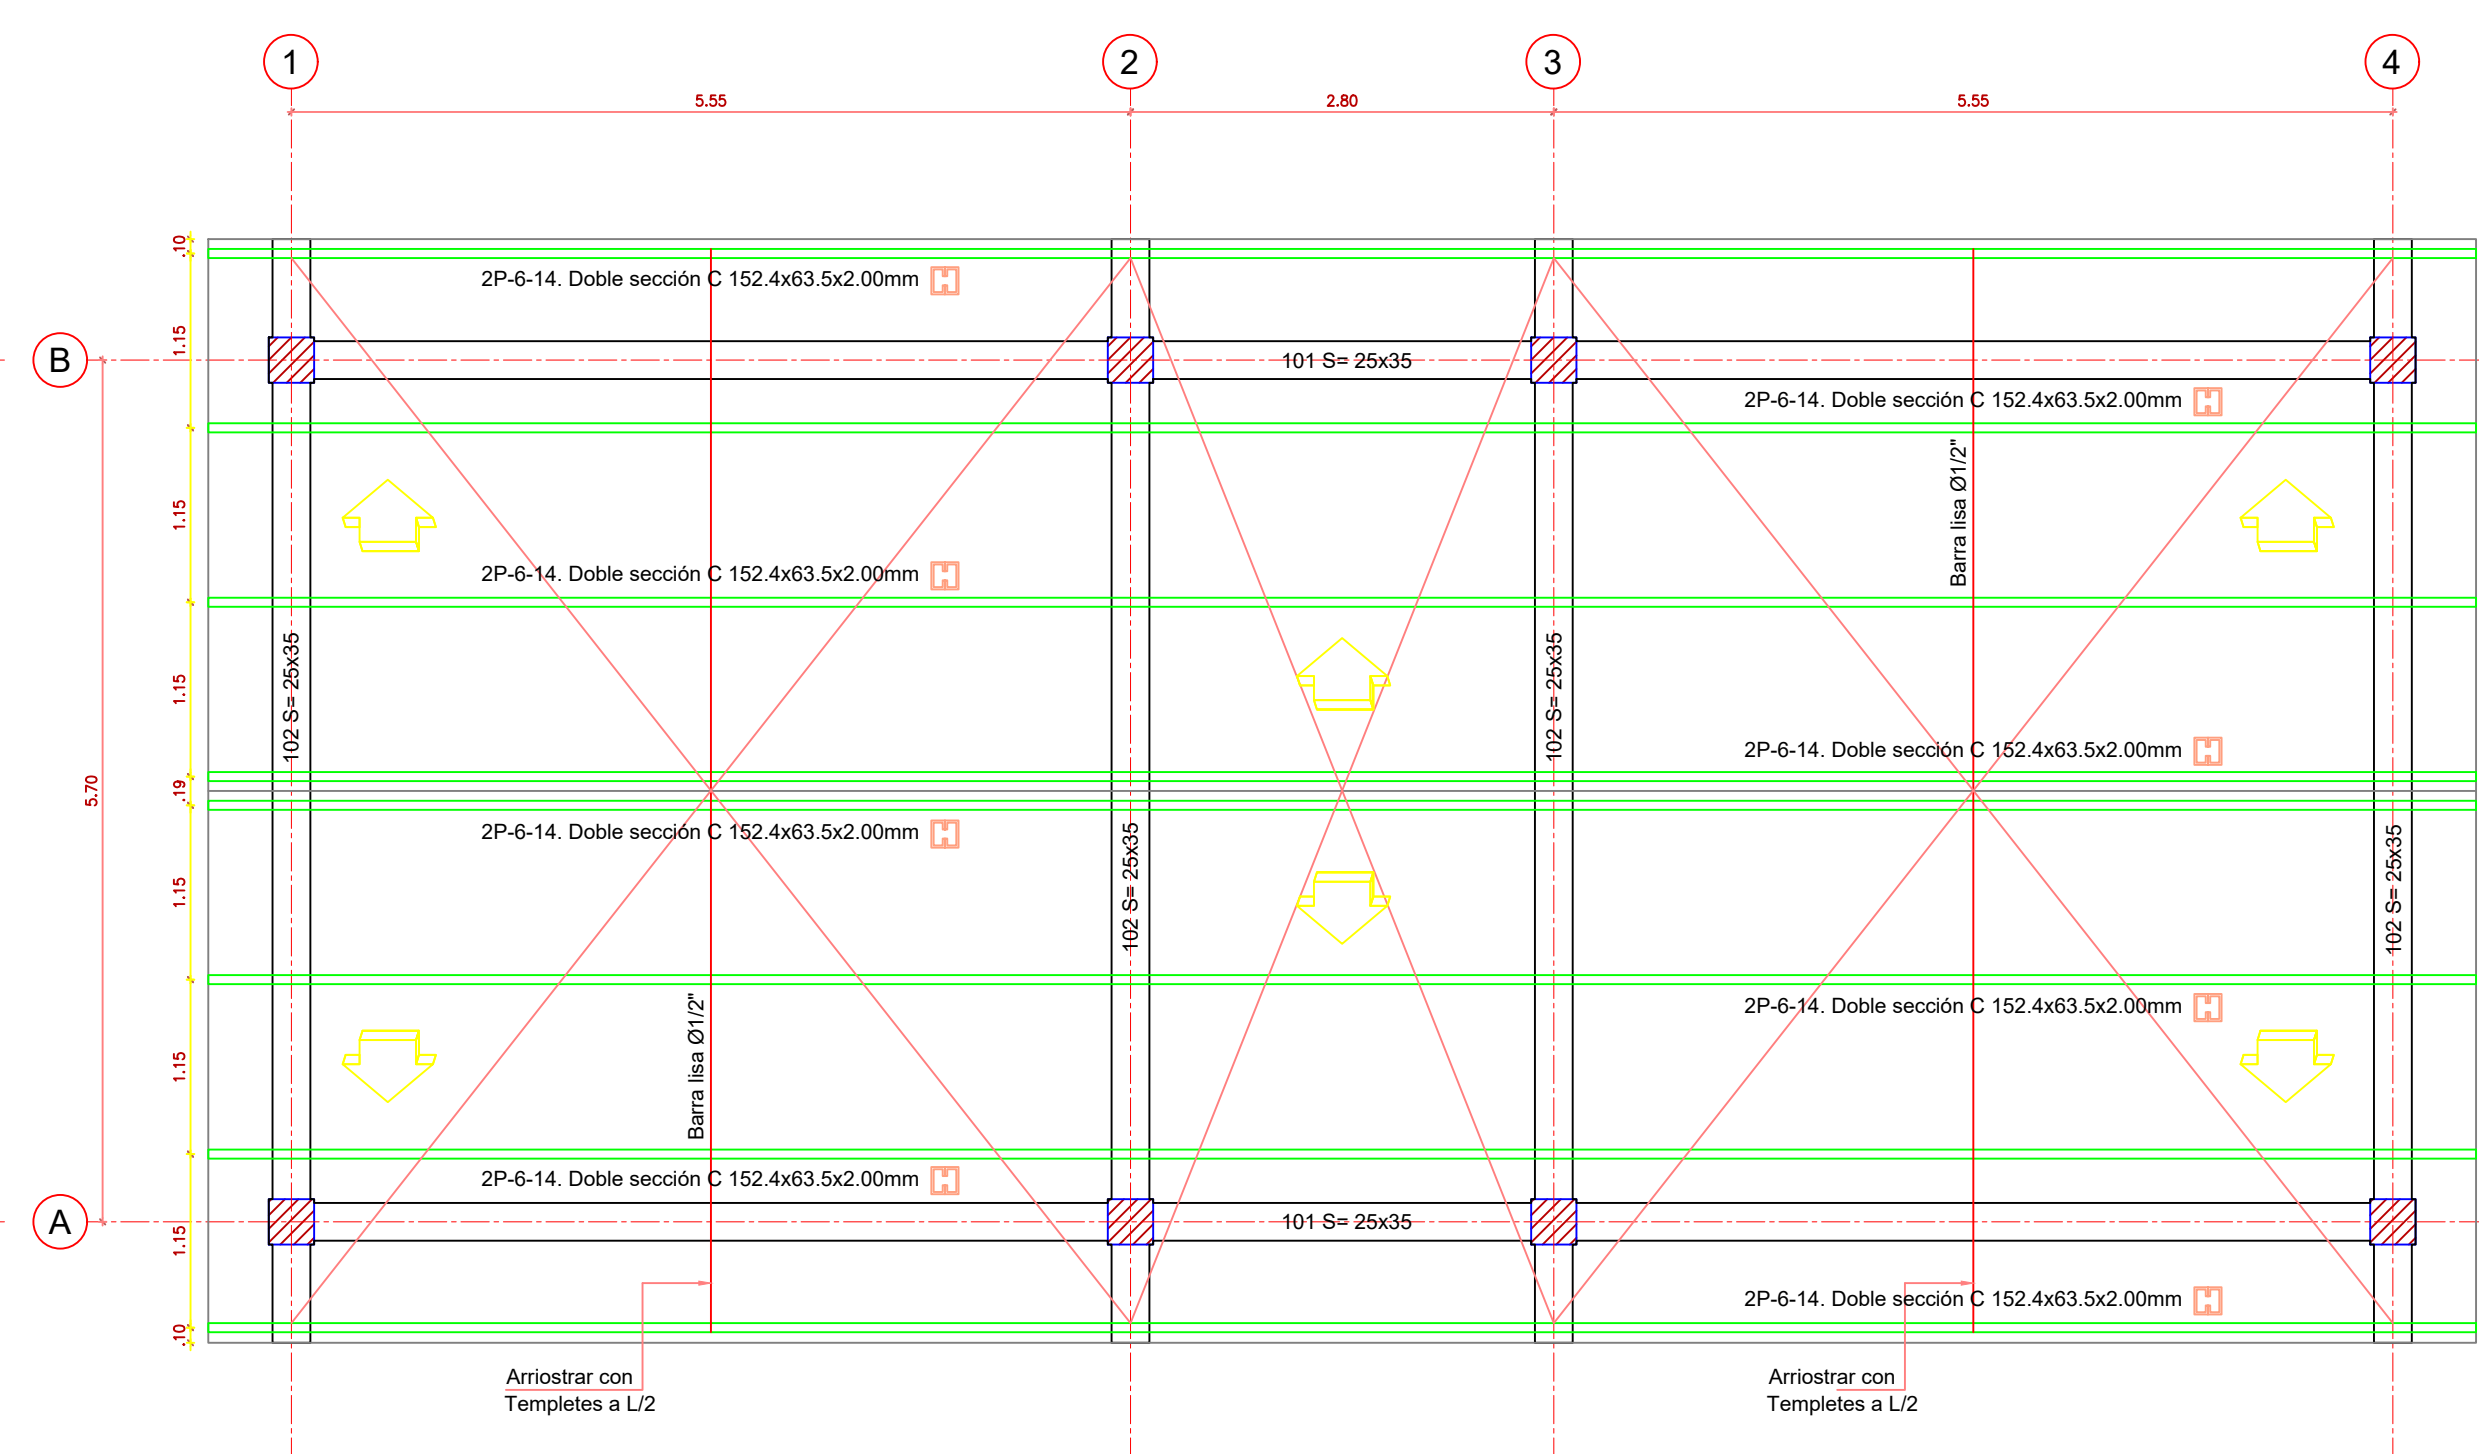 1
2
3
4
5.55
2.80
5.55
.10
2P-6-14. Doble sección C 152.4x63.5x2.00mm
1.15
B
101 S= 25x35
2P-6-14. Doble sección C 152.4x63.5x2.00mm
Barra lisa Ø1/2"
1.15
2P-6-14. Doble sección C 152.4x63.5x2.00mm
102 S= 25x35
102 S= 25x35
1.15
2P-6-14. Doble sección C 152.4x63.5x2.00mm
5.70
.19
2P-6-14. Doble sección C 152.4x63.5x2.00mm
102 S= 25x35
102 S= 25x35
1.15
2P-6-14. Doble sección C 152.4x63.5x2.00mm
Barra lisa Ø1/2"
1.15
2P-6-14. Doble sección C 152.4x63.5x2.00mm
A
101 S= 25x35
1.15
2P-6-14. Doble sección C 152.4x63.5x2.00mm
.10
Arriostrar con
Templetes a L/2
Arriostrar con
Templetes a L/2